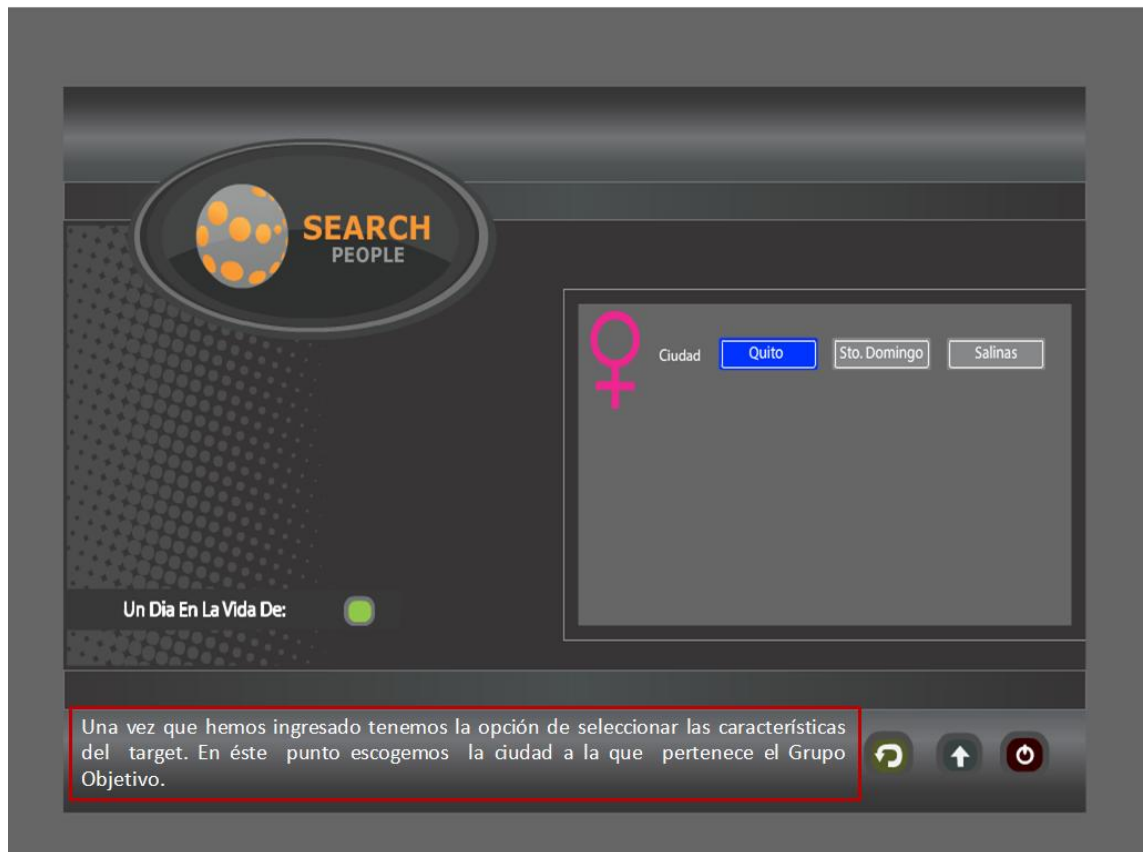 SEARCH
PEOPLE
Ciudad Quito Sto. Domingo Salinas
Un Dia En La Vida De:
Una vez que hemos ingresado tenemos la opción de seleccionar las características
del target. En éste punto escogemos la ciudad a la que pertenece el Grupo
Objetivo.